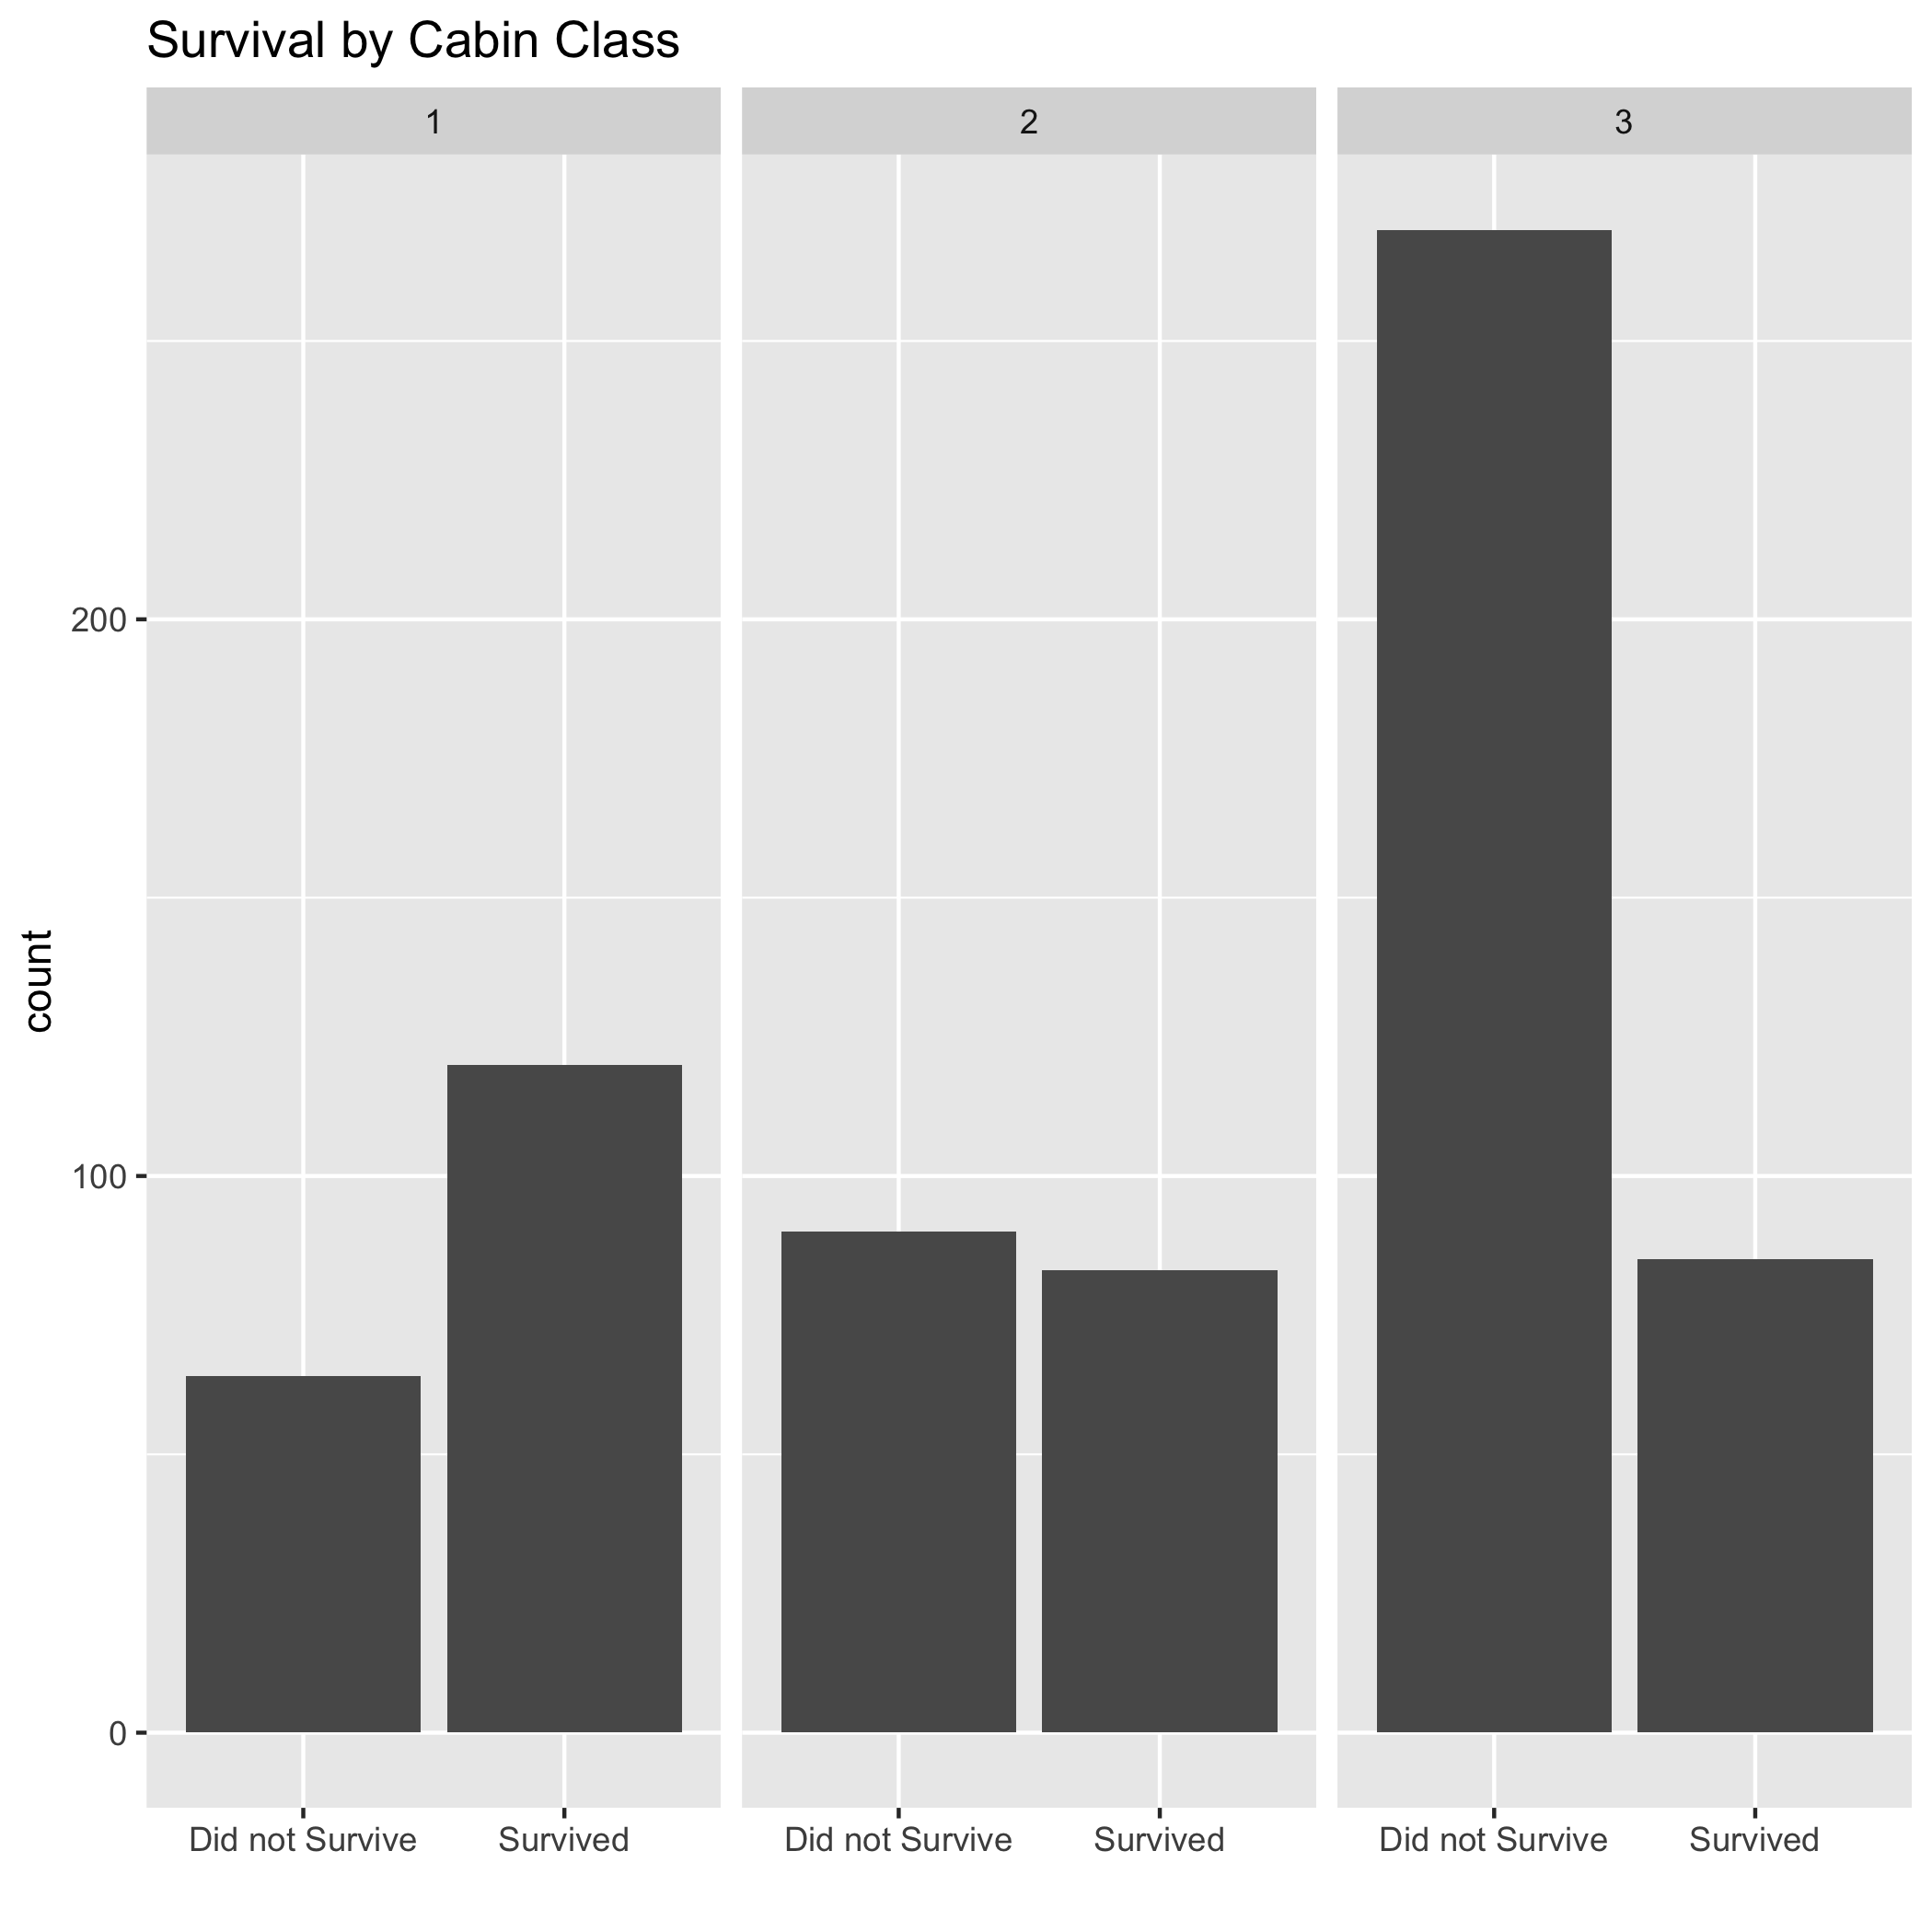 Survival by Cabin Class
1 2 3
count
200
100
0
Did not Survive Survived Did not Survive Survived Did not Survive Survived